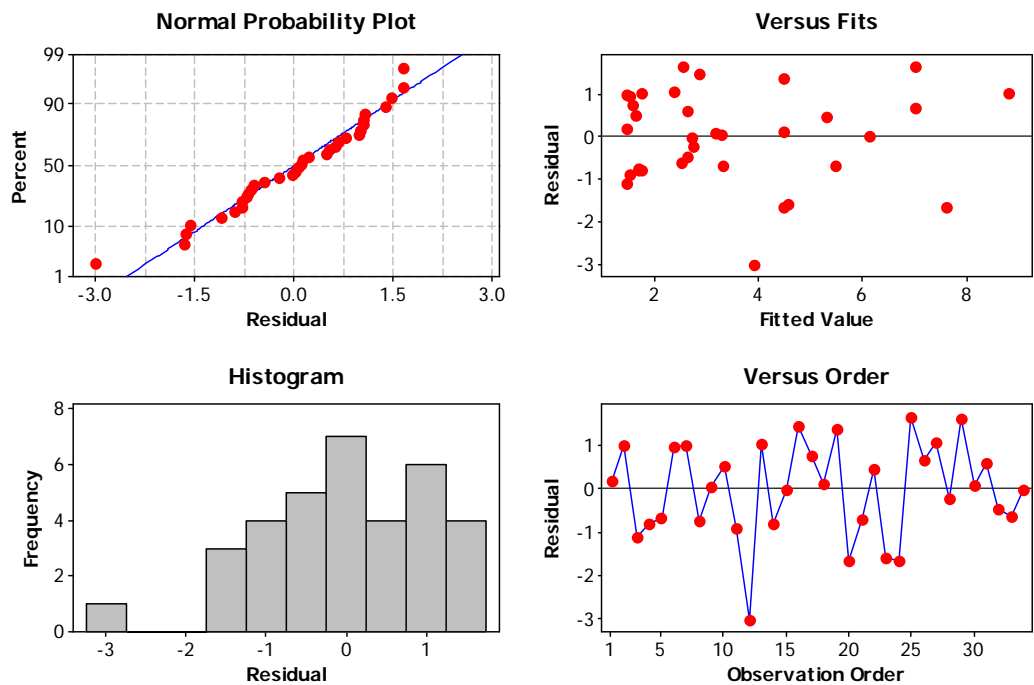 Normal Probability Plot
99
90
50
10
1
Percent
-3.0 -1.5 0.0 1.5 3.0
Residual
Versus Fits
1
0
-1
-2
-3
Residual
2 4 6 8
Fitted Value
Histogram
8
6
4
2
0
Frequency
-3 -2 -1 0 1
Residual
Versus Order
1
0
-1
-2
-3
Residual
1 5 10 15 20 25 30
Observation Order